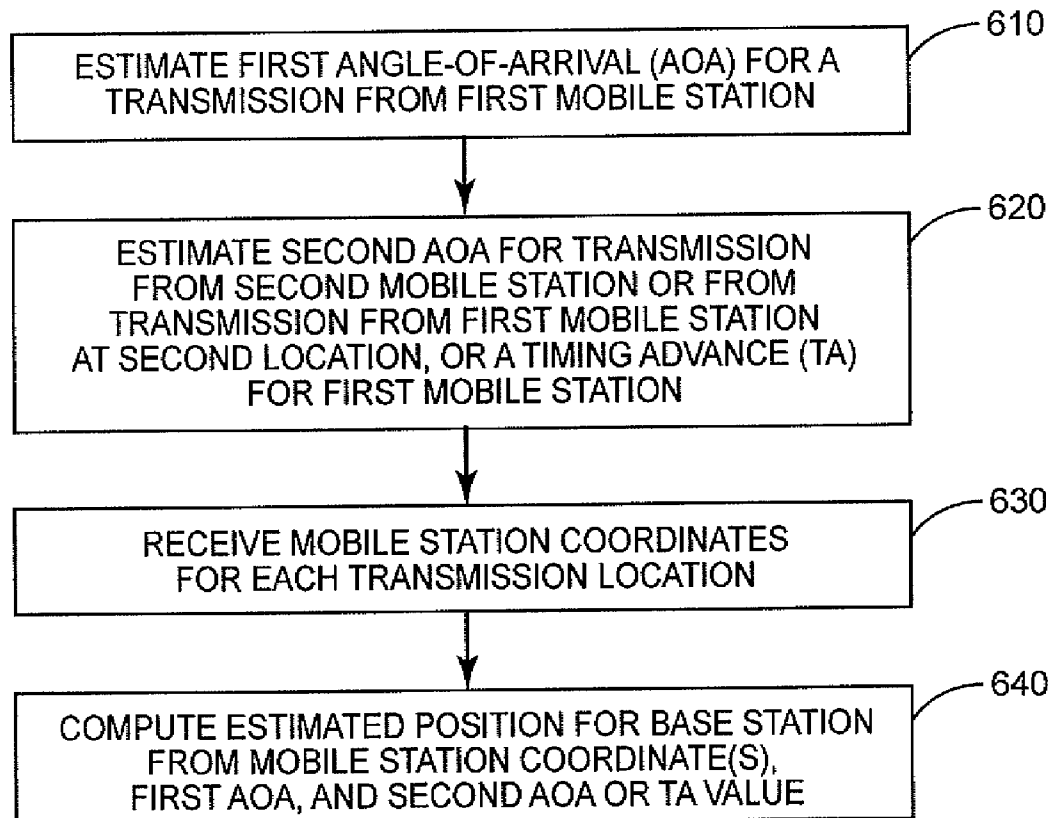 610
ESTIMATE FIRST ANGLE-OF-ARRIVAL (AOA) FOR A
TRANSMISSION FROM FIRST MOBILE STATION
620
ESTIMATE SECOND AOA FOR TRANSMISSION
FROM SECOND MOBILE STATION OR FROM
TRANSMISSION FROM FIRST MOBILE STATION
AT SECOND LOCATION, OR A TIMING ADVANCE (TA)
FOR FIRST MOBILE STATION
630
RECEIVE MOBILE STATION COORDINATES
FOR EACH TRANSMISSION LOCATION
640
COMPUTE ESTIMATED POSITION FOR BASE STATION
FROM MOBILE STATION COORDINATE(S),
FIRST AOA, AND SECOND AOA OR TA VALUE